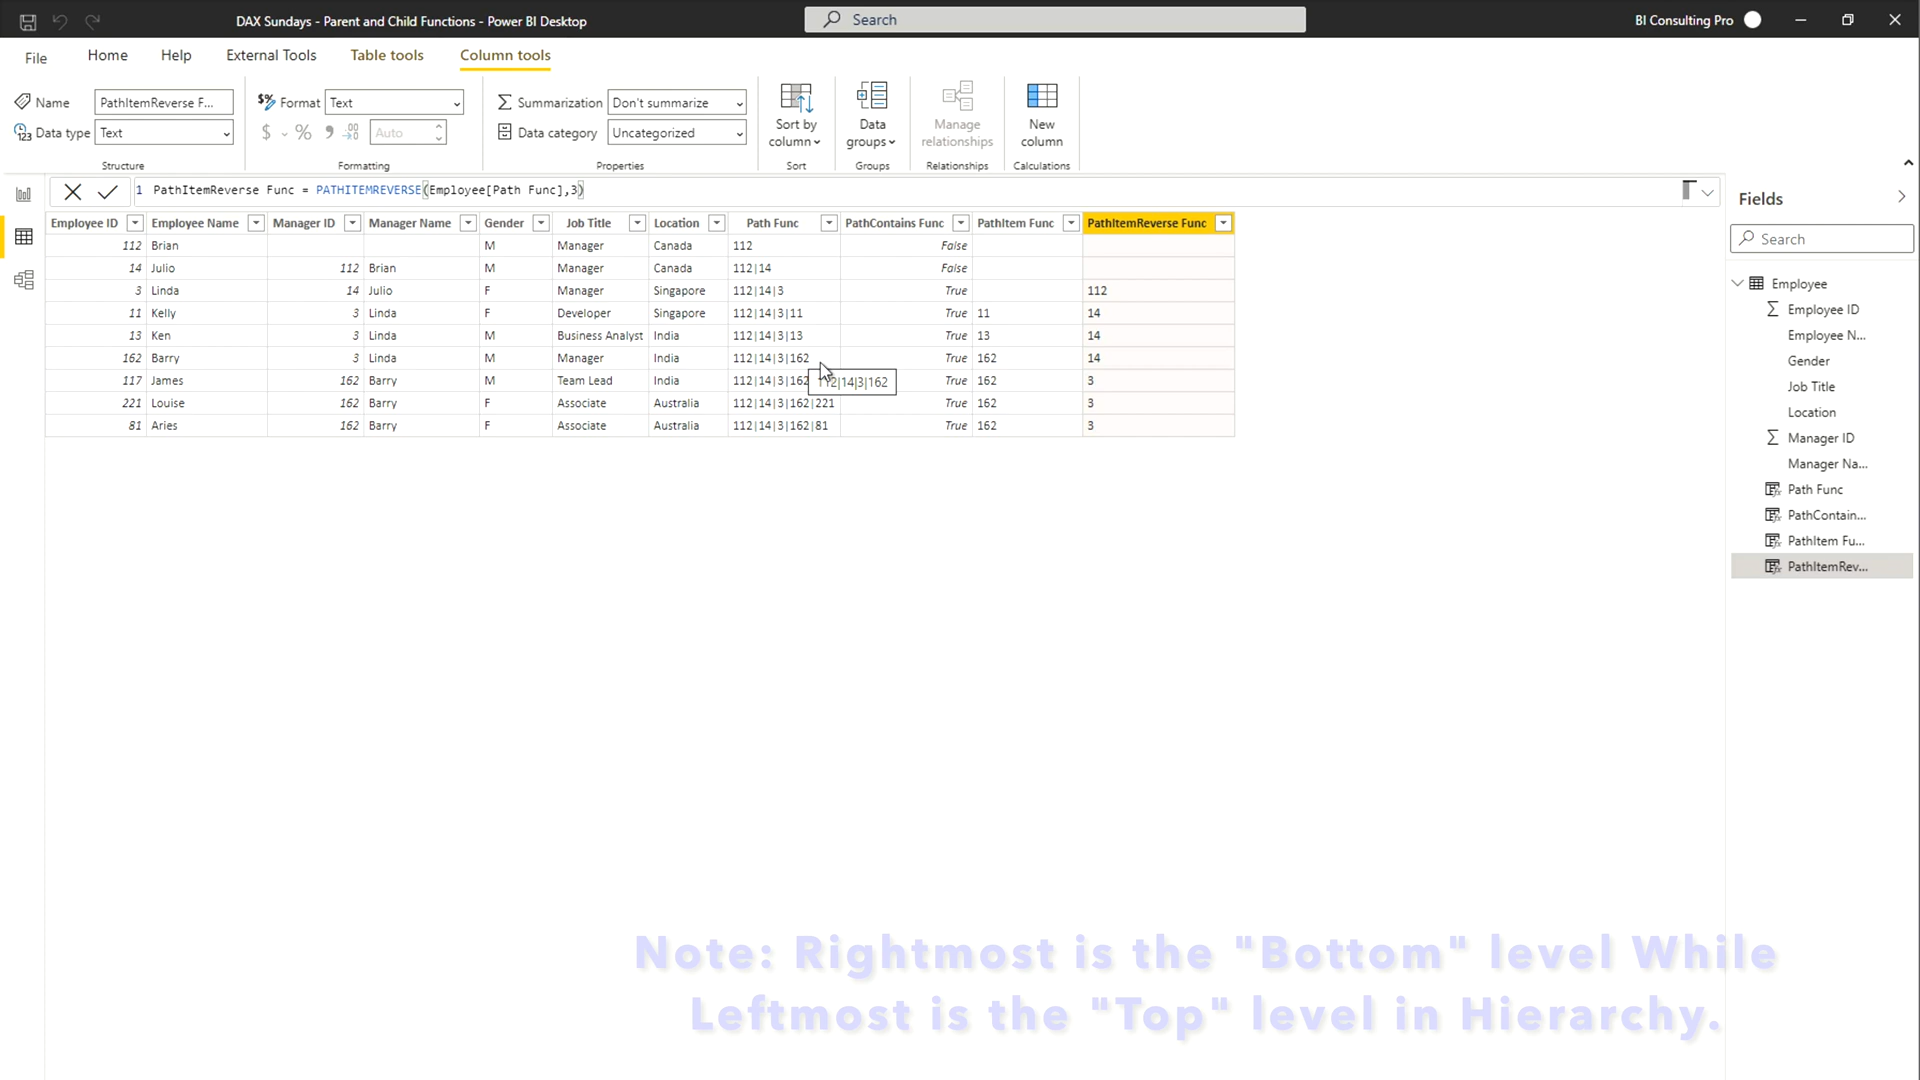 DAX Sundays - Parent and Child Functions - Power BI Desktop
Search
BI Consulting Pro
File Home Help External Tools Table tools Column tools
Name PathItemReverse F...
Format Text
Summarization Don't summarize
Data type Text
$ % Auto
Data category Uncategorized
Sort by column
Data groups
Manage relationships
New column
Structure Formatting Properties Sort Groups Relationships Calculations
1 PathItemReverse Func = PATHITEMREVERSE(Employee[Path Func],3)
Employee ID Employee Name Manager ID Manager Name Gender Job Title Location Path Func PathContains Func PathItem Func PathItemReverse Func
112 Brian M Manager Canada 112 False
14 Julio 112 Brian M Manager Canada 112|14 False
3 Linda 14 Julio F Manager Singapore 112|14|3 True 112
11 Kelly 3 Linda F Developer Singapore 112|14|3|11 True 11 14
13 Ken 3 Linda M Business Analyst India 112|14|3|13 True 13 14
162 Barry 3 Linda M Manager India 112|14|3|162 True 162 14
117 James 162 Barry M Team Lead India 112|14|3|162 True 162 3
112|14|3|162
221 Louise 162 Barry F Associate Australia 112|14|3|162|221 True 162 3
81 Aries 162 Barry F Associate Australia 112|14|3|162|81 True 162 3
Fields
Search
Employee
Employee ID
Employee N...
Gender
Job Title
Location
Manager ID
Manager Na...
Path Func
PathContain...
PathItem Fu...
PathItemRev...
Note: Rightmost is the "Bottom" level While
Leftmost is the "Top" level in Hierarchy.